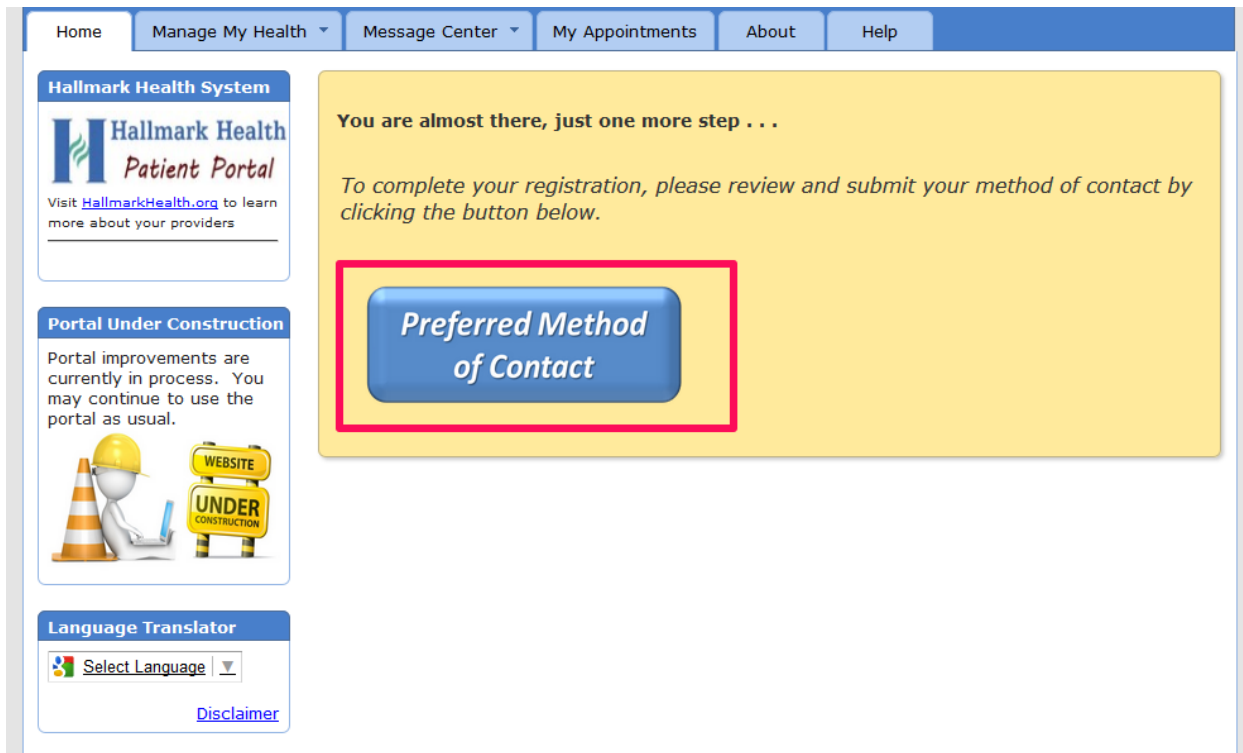 Home
Manage My Health
Message Center
My Appointments
About
Help
Hallmark Health System
Hallmark Health
Patient Portal
Visit HallmarkHealth.org to learn
more about your providers
Portal Under Construction
Portal improvements are
currently in process. You
may continue to use the
portal as usual.
WEBSITE
UNDER
CONSTRUCTION
Language Translator
Select Language
Disclaimer
You are almost there, just one more step . . .
To complete your registration, please review and submit your method of contact by
clicking the button below.
Preferred Method
of Contact